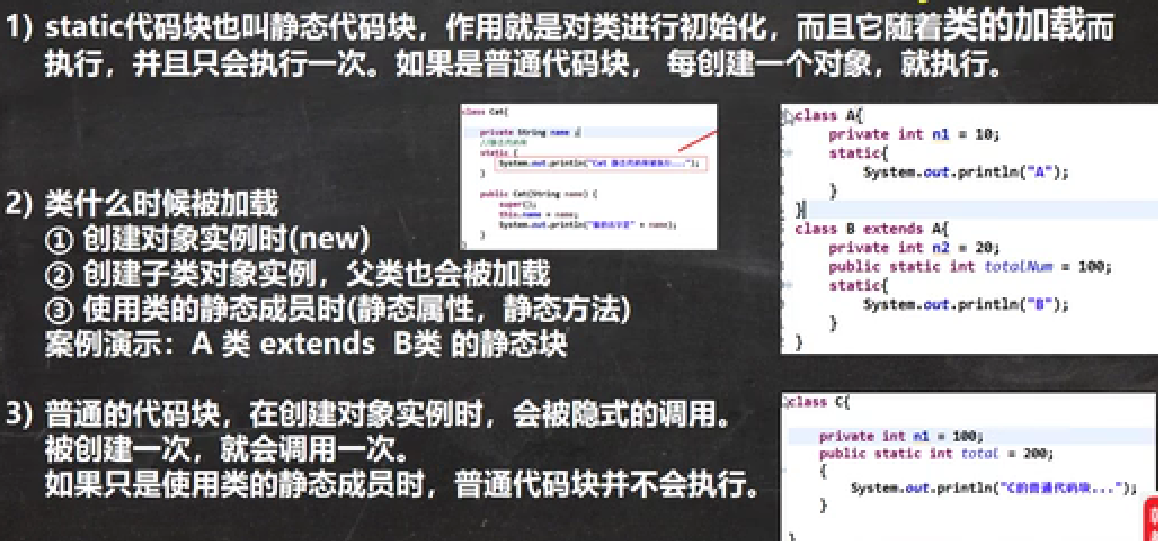 1) static代码块也叫静态代码块，作用就是对类进行初始化，而且它随着类的加载而
执行，并且只会执行一次。如果是普通代码块， 每创建一个对象，就执行。
class Cat{
private String name ;
static {
System.out.println("Cat 静态代码块被执行...");
}
public Cat(String name) {
super();
this.name = name;
}
}
class A{
private int n1 = 10;
static{
System.out.println("A");
}
}
class B extends A{
private int n2 = 20;
public static int totalNum = 100;
static{
System.out.println("B");
}
}
2) 类什么时候被加载
① 创建对象实例时(new)
② 创建子类对象实例，父类也会被加载
③ 使用类的静态成员时(静态属性，静态方法)
案例演示：A 类 extends B类 的静态块
3) 普通的代码块，在创建对象实例时，会被隐式的调用。
被创建一次，就会调用一次。
如果只是使用类的静态成员时，普通代码块并不会执行。
class C{
private int n1 = 100;
public static int total = 200;
{
System.out.println("C的普通代码块...");
}
}